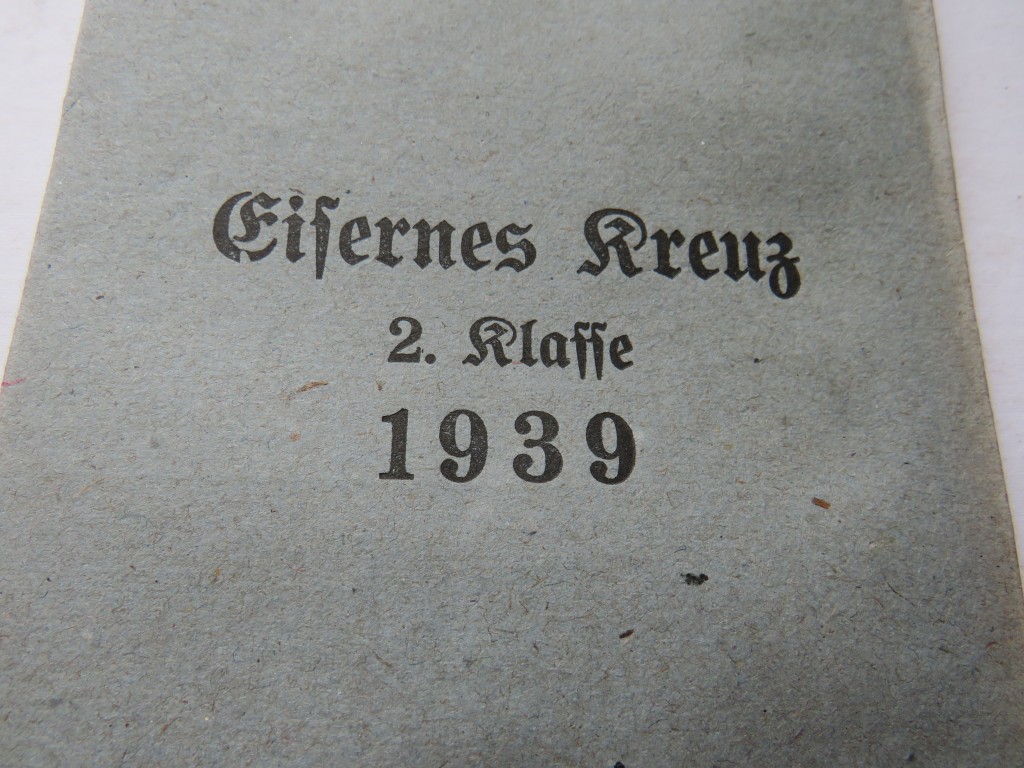 Eiſernes Kreuz
2. Klaſſe
1939